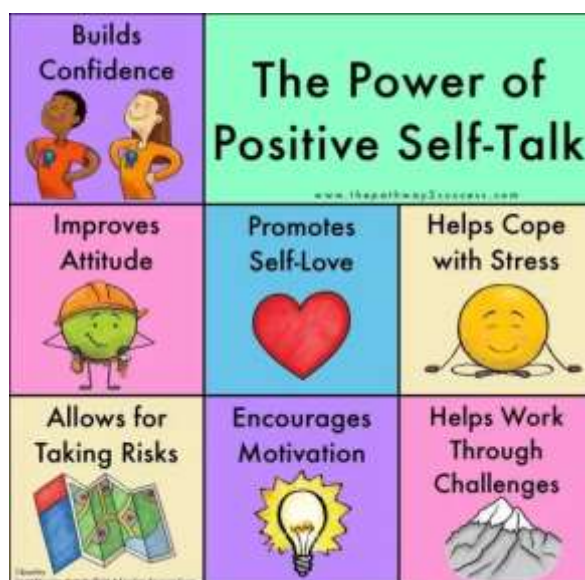 Builds
Confidence
The Power of
Positive Self-Talk
www.thepathway2success.com
Improves
Attitude
Promotes
Self-Love
Helps Cope
with Stress
Allows for
Taking Risks
Encourages
Motivation
Helps Work
Through
Challenges